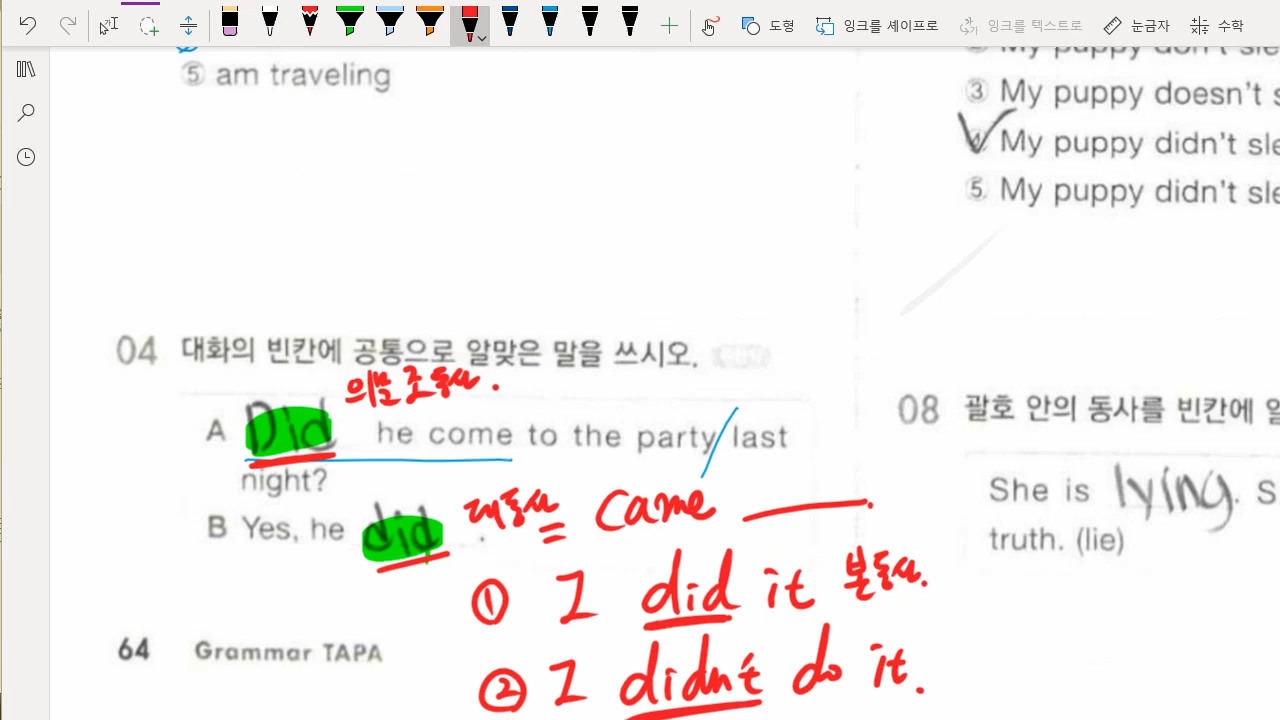 도형
잉크를 셰이프로
잉크를 텍스트로
눈금자
수학
⑤ am traveling
04 대화의 빈칸에 공통으로 알맞은 말을 쓰시오.
의문 조동사.
A Did he come to the party / last
night?
B Yes, he did.
대동사 = came
① I did it 본동사.
② I didn't do it.
64 Grammar TAPA
My puppy don't sle
③ My puppy doesn't s
④ My puppy didn't sle
⑤ My puppy didn't sle
08 괄호 안의 동사를 빈칸에
She is lying. S
truth. (lie)